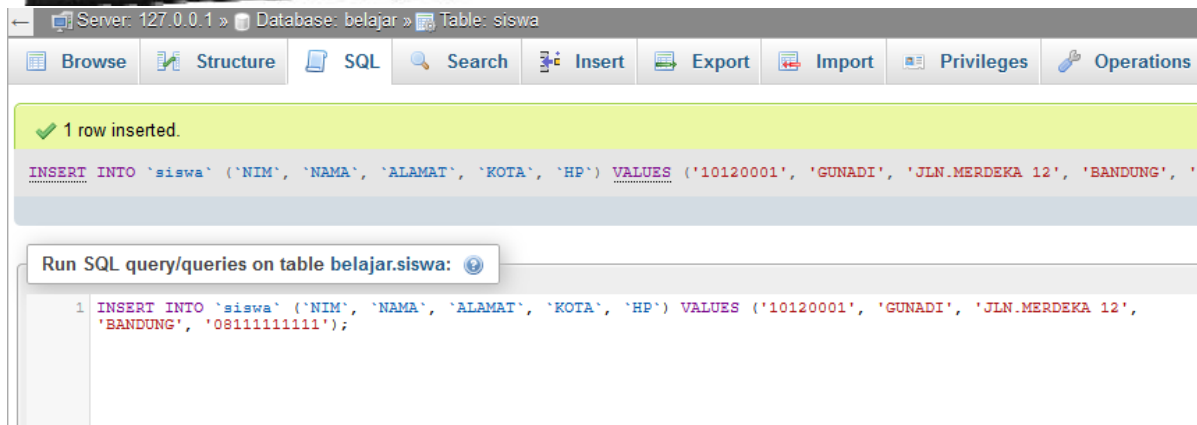 Server: 127.0.0.1 » Database: belajar » Table: siswa
Browse Structure SQL Search Insert Export Import Privileges Operations
1 row inserted.
INSERT INTO `siswa` (`NIM`, `NAMA`, `ALAMAT`, `KOTA`, `HP`) VALUES ('10120001', 'GUNADI', 'JLN.MERDEKA 12', 'BANDUNG', '
Run SQL query/queries on table belajar.siswa:
1 INSERT INTO `siswa` (`NIM`, `NAMA`, `ALAMAT`, `KOTA`, `HP`) VALUES ('10120001', 'GUNADI', 'JLN.MERDEKA 12',
'BANDUNG', '08111111111');